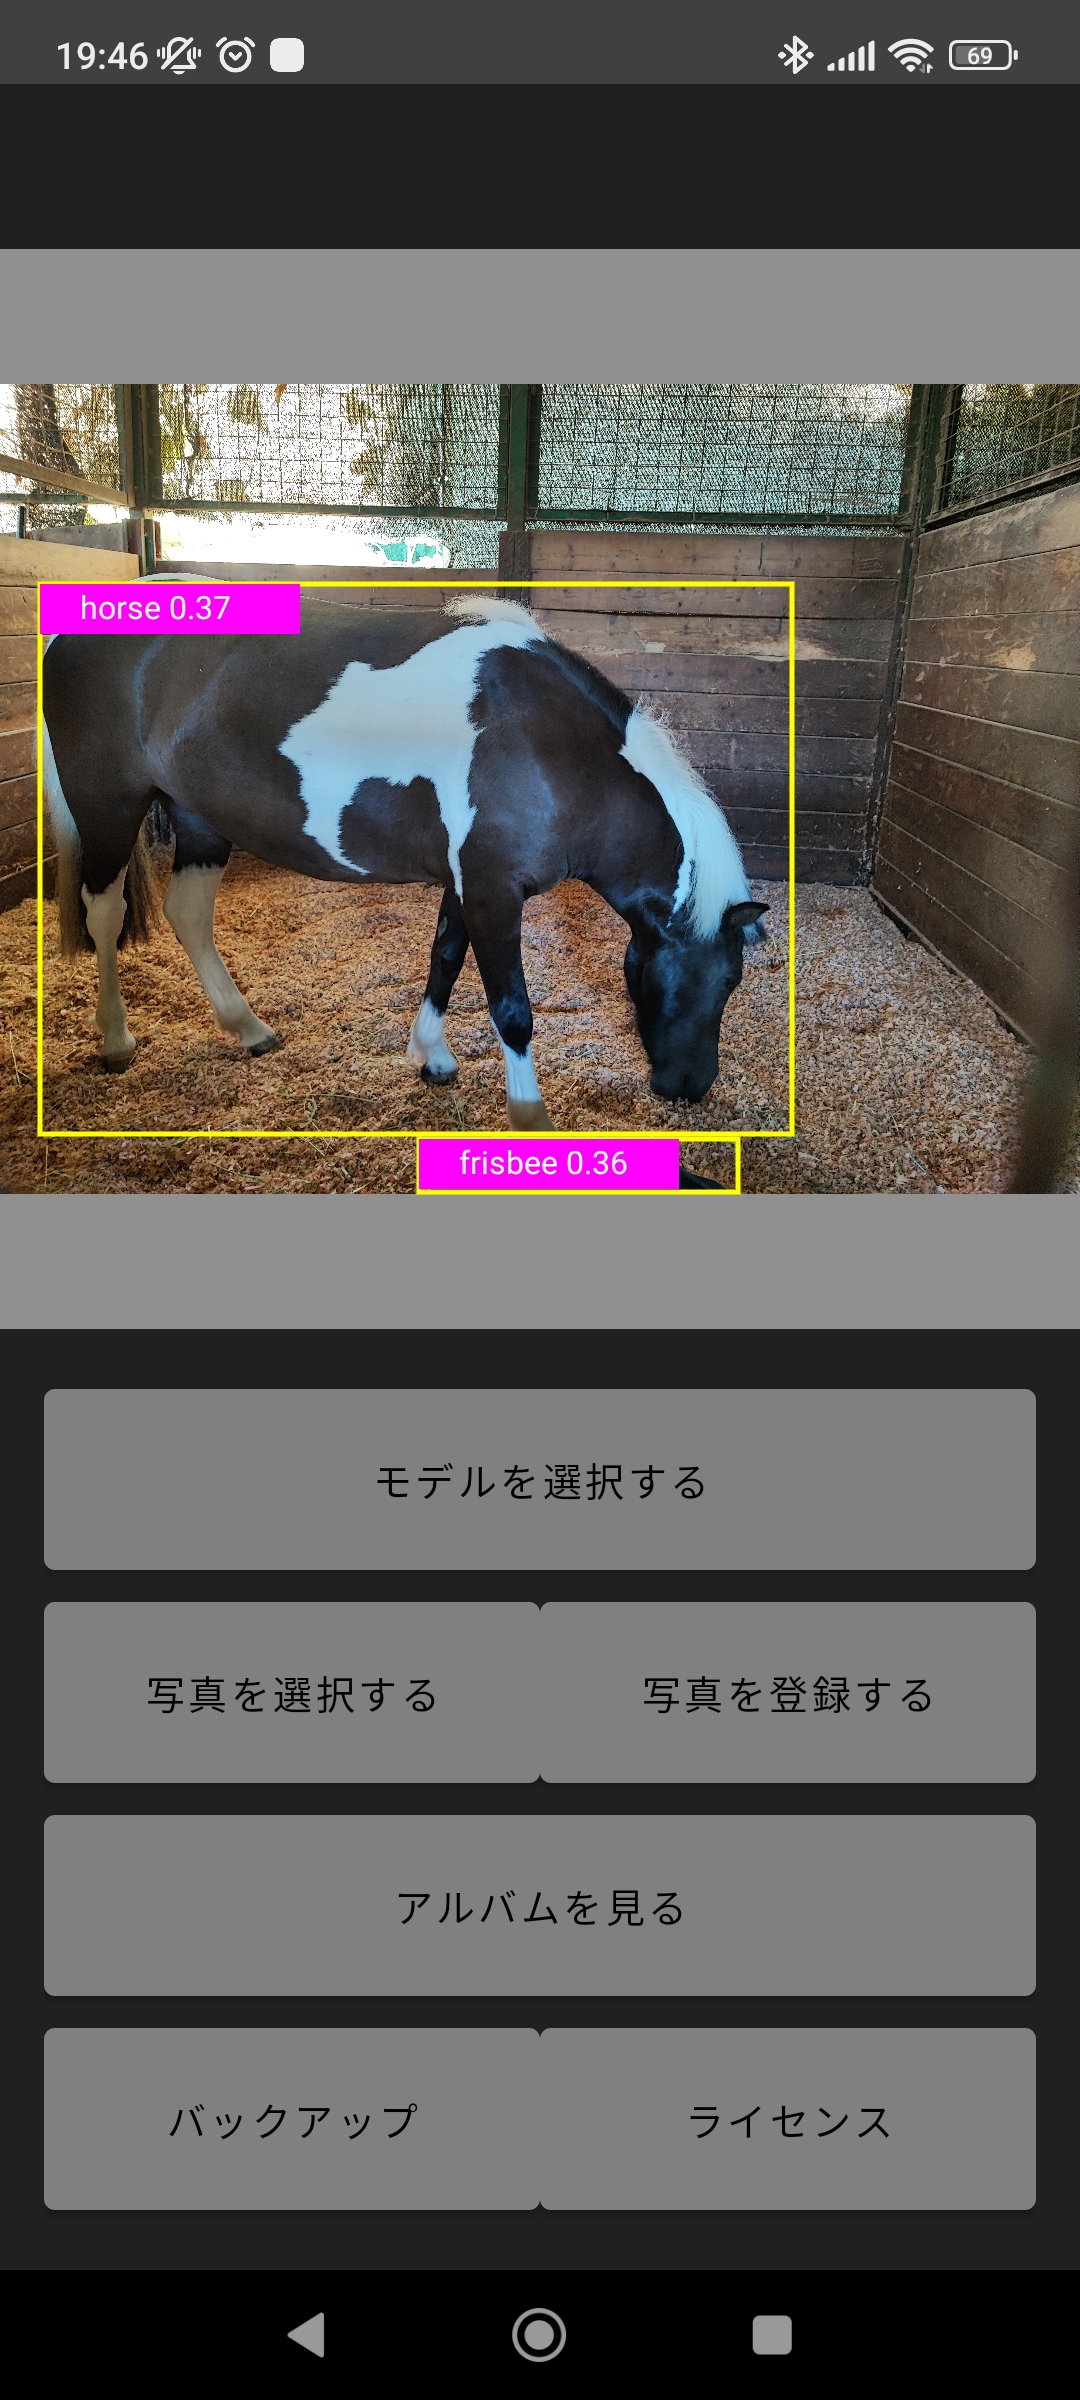 19:46
69
horse 0.37
frisbee 0.36
モデルを選択する
写真を選択する
写真を登録する
アルバムを見る
バックアップ
ライセンス